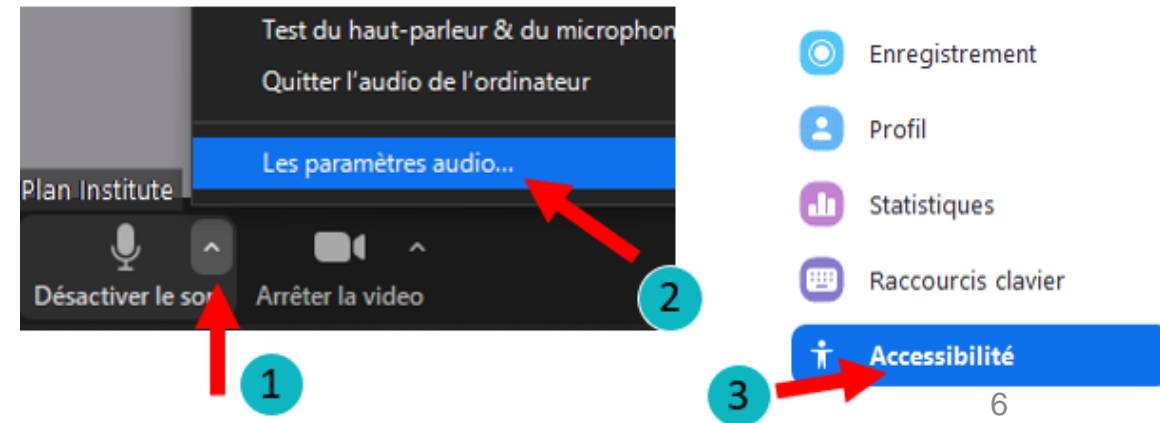 Test du haut-parleur & du microphon
Quitter l'audio de l'ordinateur
Les paramètres audio...
Plan Institute
Désactiver le son
Arrêter la video
1
2
Enregistrement
Profil
Statistiques
Raccourcis clavier
Accessibilité
3
6